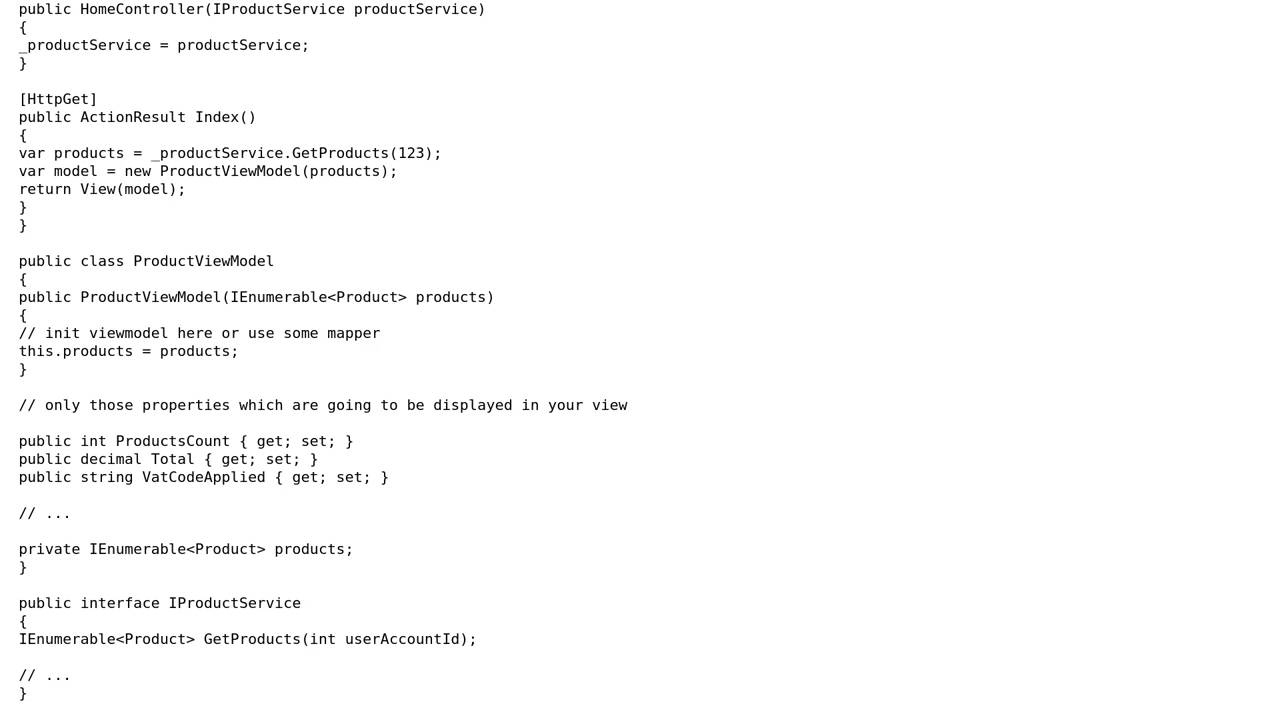 public HomeController(IProductService productService)
{
_productService = productService;
}

[HttpGet]
public ActionResult Index()
{
var products = _productService.GetProducts(123);
var model = new ProductViewModel(products);
return View(model);
}
}

public class ProductViewModel
{
public ProductViewModel(IEnumerable<Product> products)
{
// init viewmodel here or use some mapper
this.products = products;
}

// only those properties which are going to be displayed in your view

public int ProductsCount { get; set; }
public decimal Total { get; set; }
public string VatCodeApplied { get; set; }

// ...

private IEnumerable<Product> products;
}

public interface IProductService
{
IEnumerable<Product> GetProducts(int userAccountId);

// ...
}